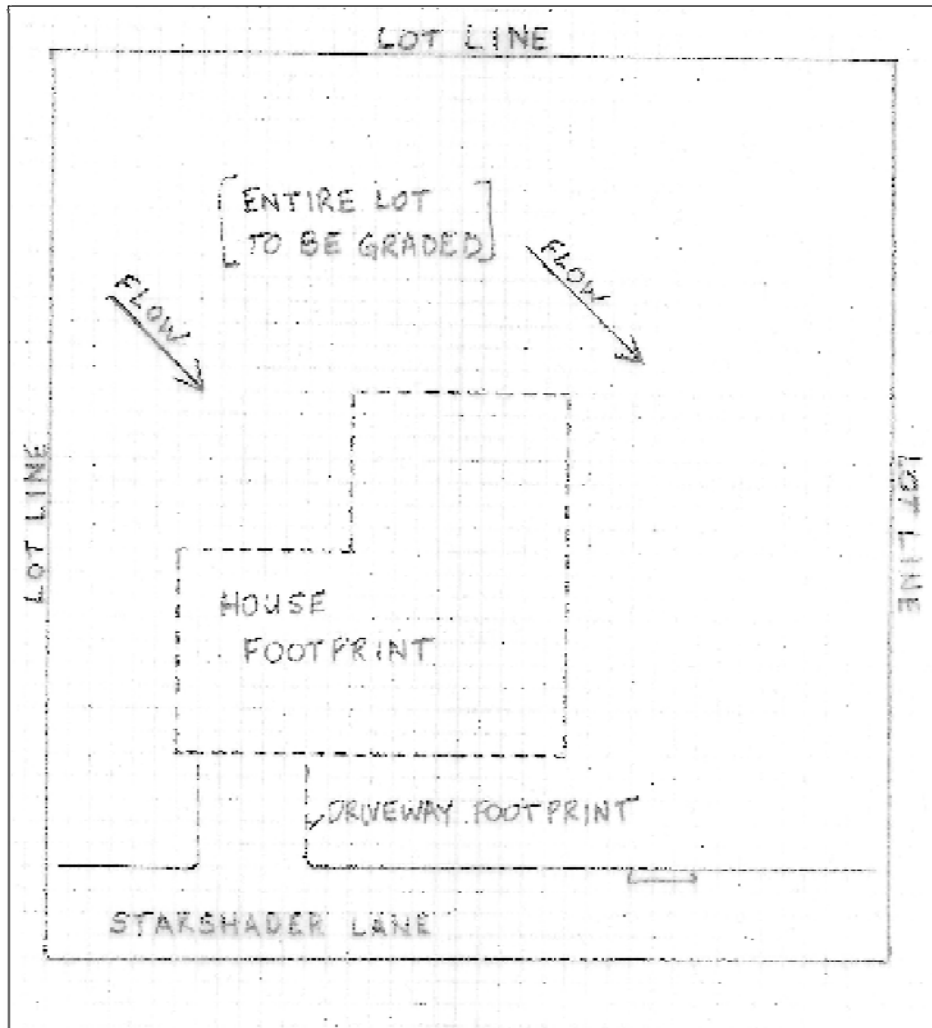 LOT LINE
ENTIRE LOT
TO BE GRADED
FLOW
FLOW
LOT LINE
LOT LINE
HOUSE
FOOTPRINT
DRIVEWAY FOOTPRINT
STARSHADER LANE